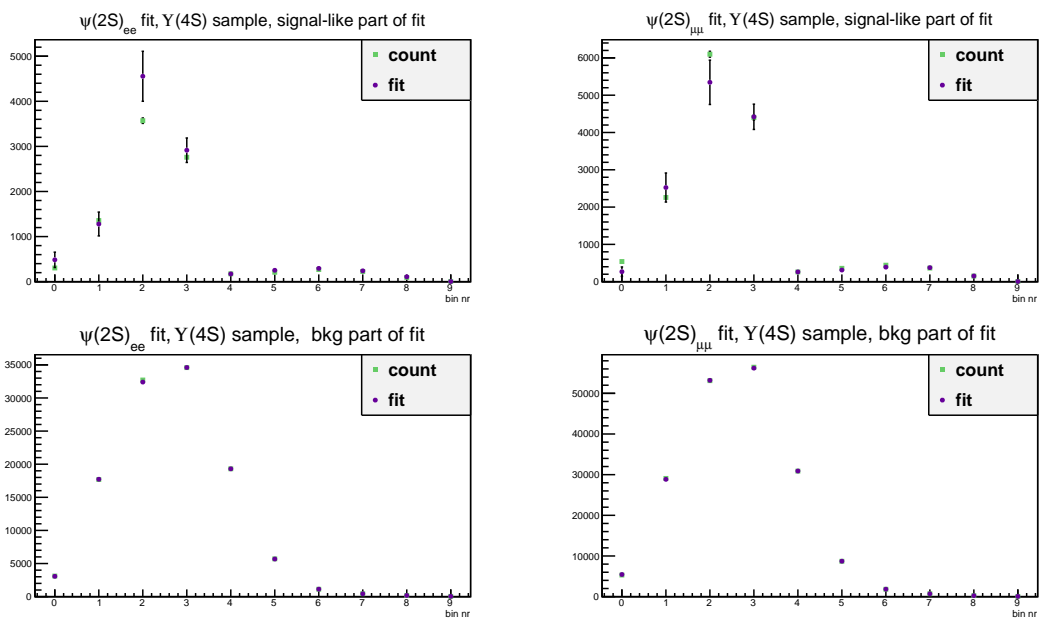 ψ(2S)ee fit, Υ(4S) sample, signal-like part of fit
count
fit
5000
4000
3000
2000
1000
0
0 1 2 3 4 5 6 7 8 9
bin nr
ψ(2S)μμ fit, Υ(4S) sample, signal-like part of fit
count
fit
6000
5000
4000
3000
2000
1000
0
0 1 2 3 4 5 6 7 8 9
bin nr
ψ(2S)ee fit, Υ(4S) sample, bkg part of fit
count
fit
35000
30000
25000
20000
15000
10000
5000
0
0 1 2 3 4 5 6 7 8 9
bin nr
ψ(2S)μμ fit, Υ(4S) sample, bkg part of fit
count
fit
50000
40000
30000
20000
10000
0
0 1 2 3 4 5 6 7 8 9
bin nr